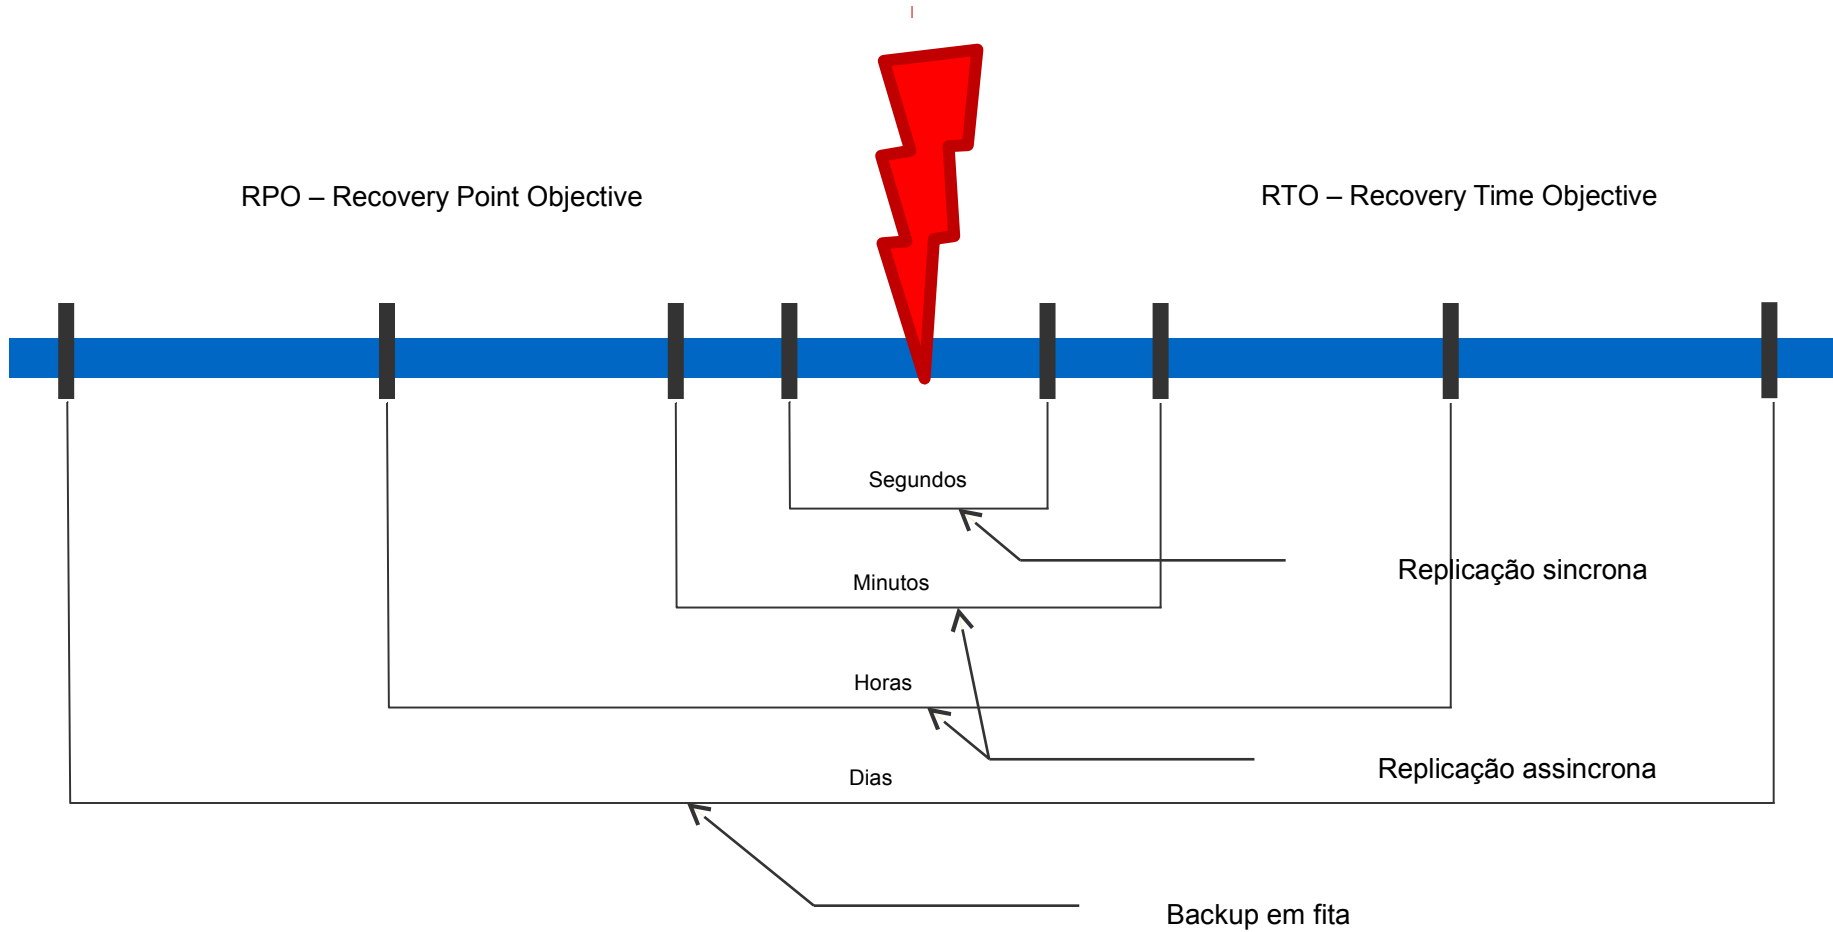 RPO – Recovery Point Objective
RTO – Recovery Time Objective
Segundos
Replicação sincrona
Minutos
Horas
Replicação assincrona
Dias
Backup em fita